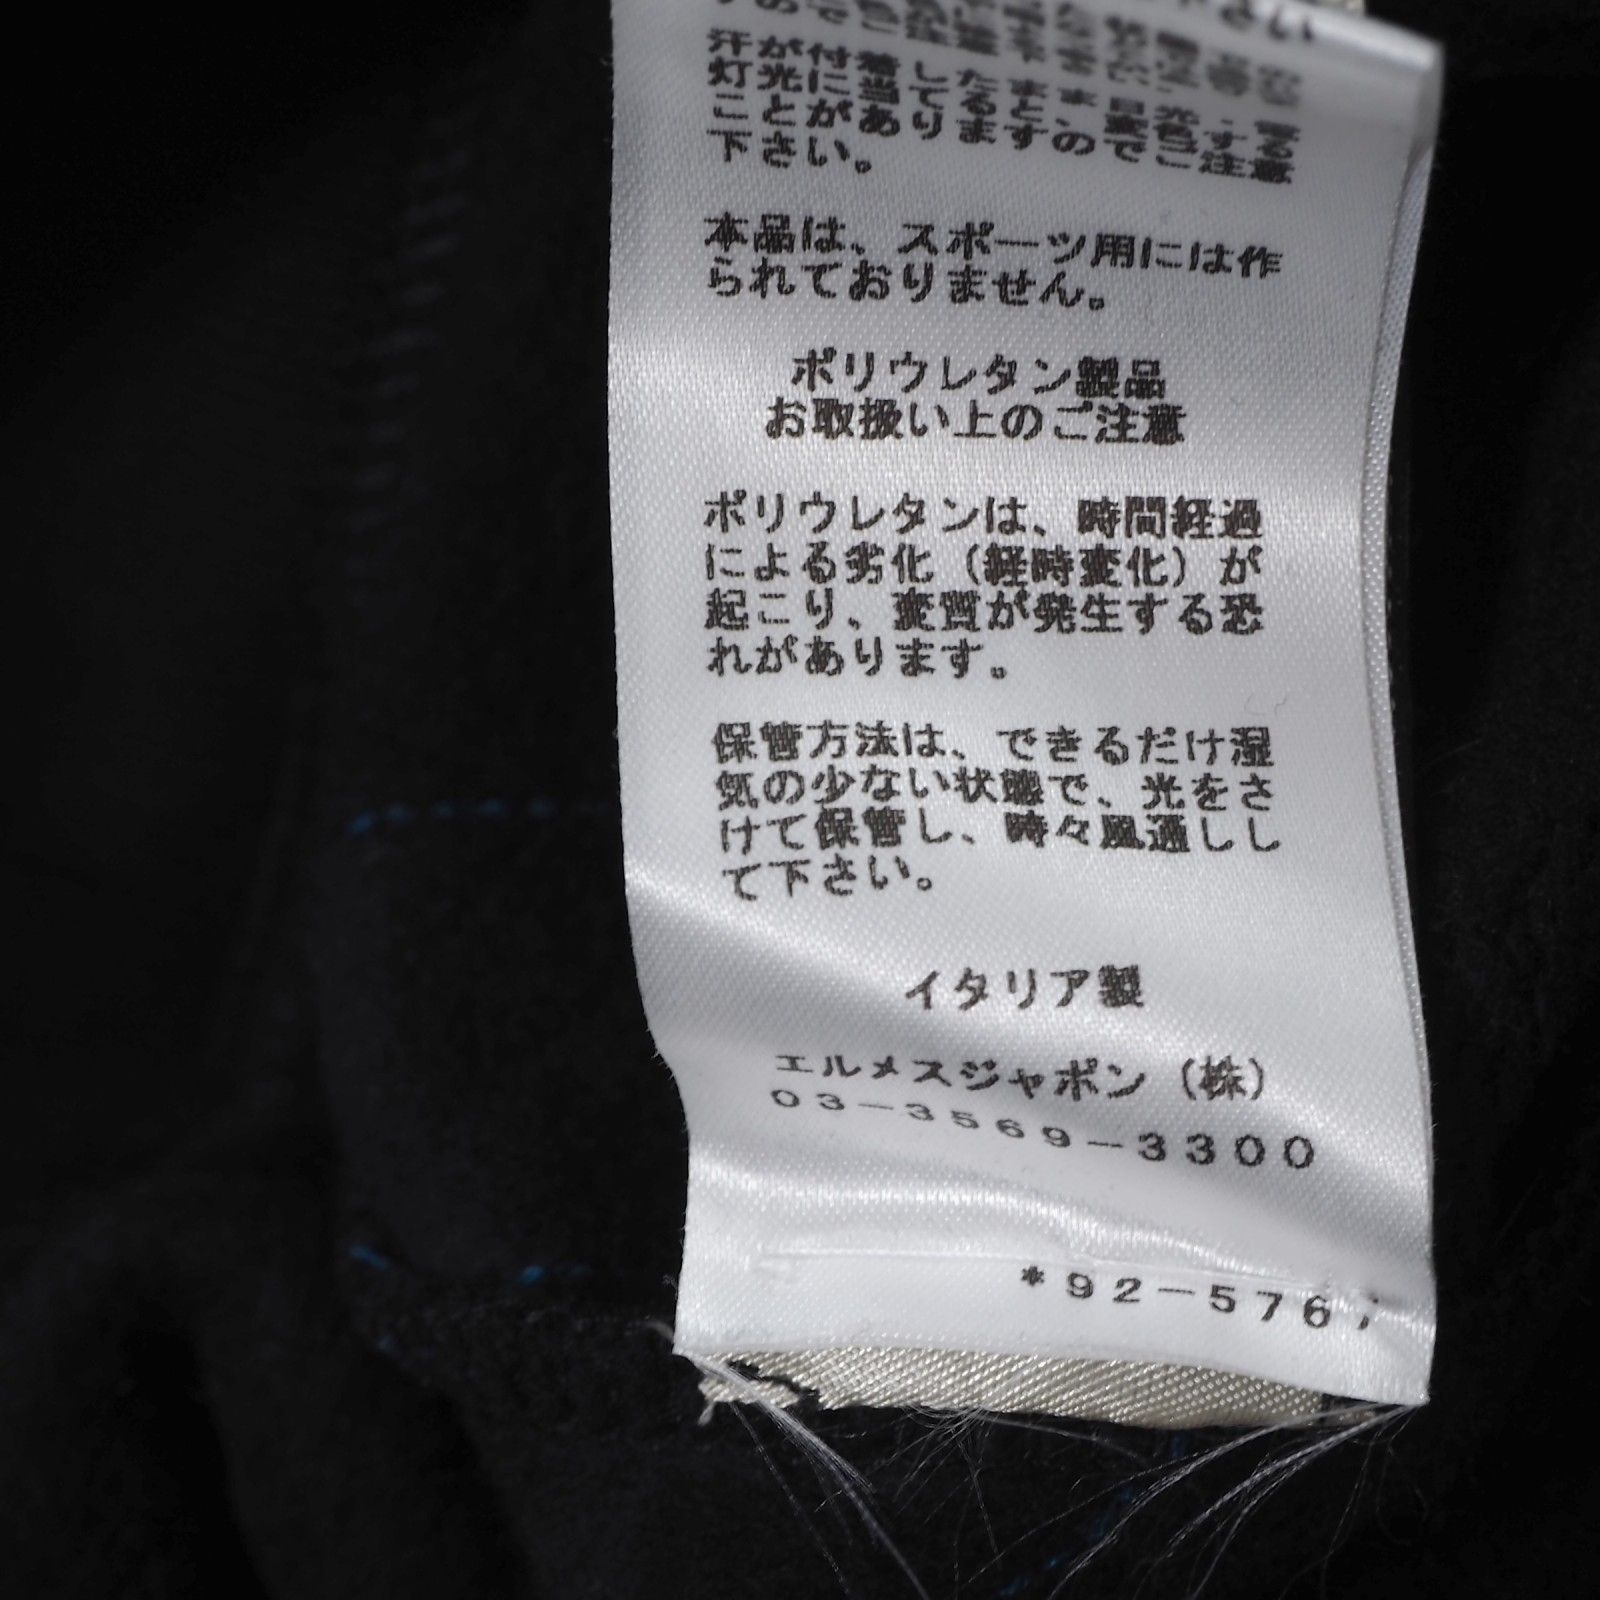 汗が付着したまま日光・電
灯光に当てると、変色する
ことがありますのでご注意
下さい。
本品は、スポーツ用には作
られておりません。
ポリウレタン製品
お取扱い上のご注意
ポリウレタンは、時間経過
による劣化（経時変化）が
起こり、変質が発生する恐
れがあります。
保管方法は、できるだけ湿
気の少ない状態で、光をさ
けて保管し、時々風通しし
て下さい。
イタリア製
エルメスジャポン（株）
03-3569-3300
*92-5767